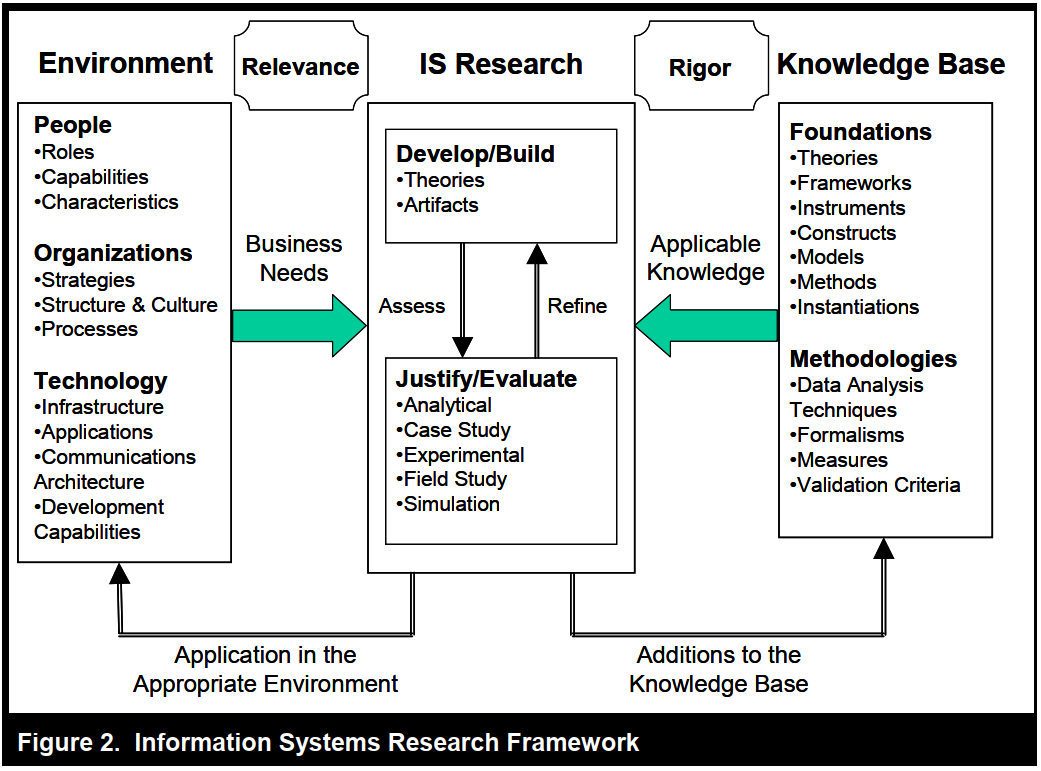 Environment
Relevance
IS Research
Rigor
Knowledge Base
People
•Roles
•Capabilities
•Characteristics
Organizations
•Strategies
•Structure & Culture
•Processes
Technology
•Infrastructure
•Applications
•Communications
Architecture
•Development
Capabilities
Business
Needs
Develop/Build
•Theories
•Artifacts
Assess
Refine
Justify/Evaluate
•Analytical
•Case Study
•Experimental
•Field Study
•Simulation
Applicable
Knowledge
Foundations
•Theories
•Frameworks
•Instruments
•Constructs
•Models
•Methods
•Instantiations
Methodologies
•Data Analysis
Techniques
•Formalisms
•Measures
•Validation Criteria
Application in the
Appropriate Environment
Additions to the
Knowledge Base
Figure 2. Information Systems Research Framework